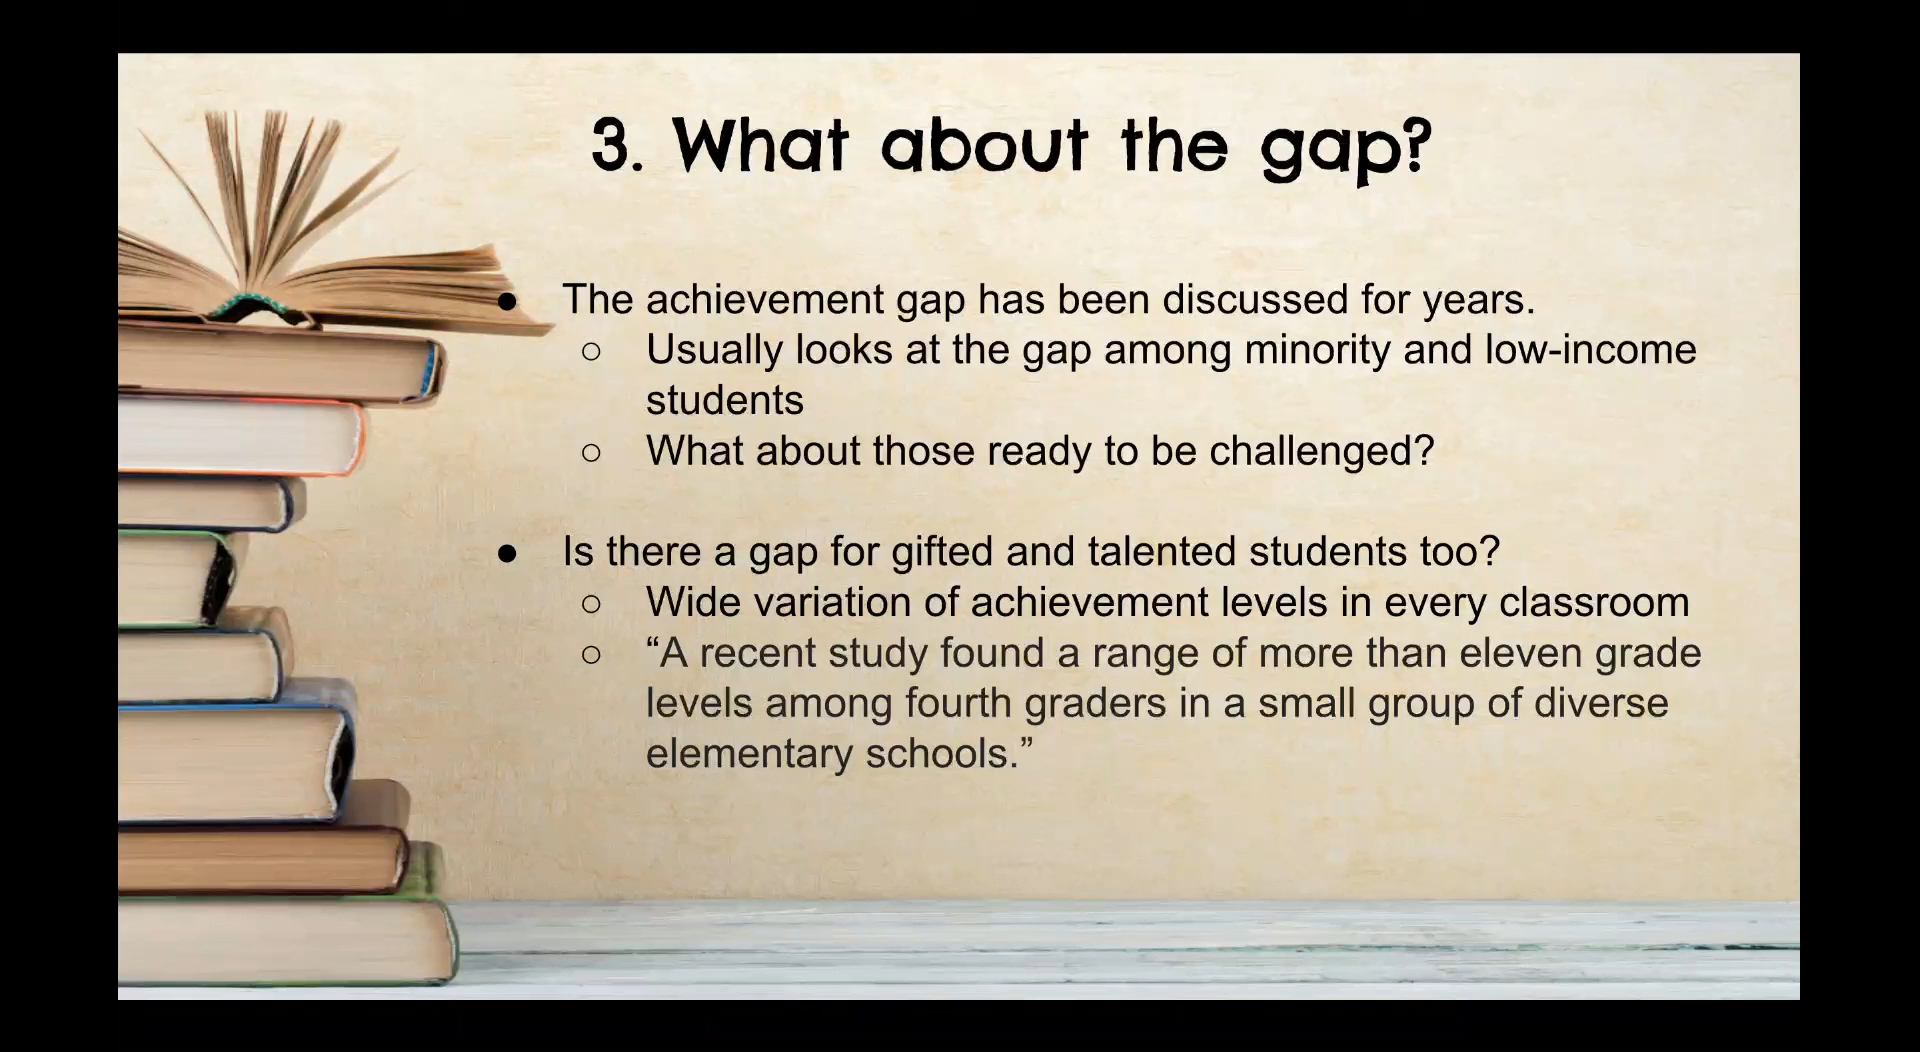 3. What about the gap?
● The achievement gap has been discussed for years.
○ Usually looks at the gap among minority and low-income
students
○ What about those ready to be challenged?
● Is there a gap for gifted and talented students too?
○ Wide variation of achievement levels in every classroom
○ “A recent study found a range of more than eleven grade
levels among fourth graders in a small group of diverse
elementary schools.”